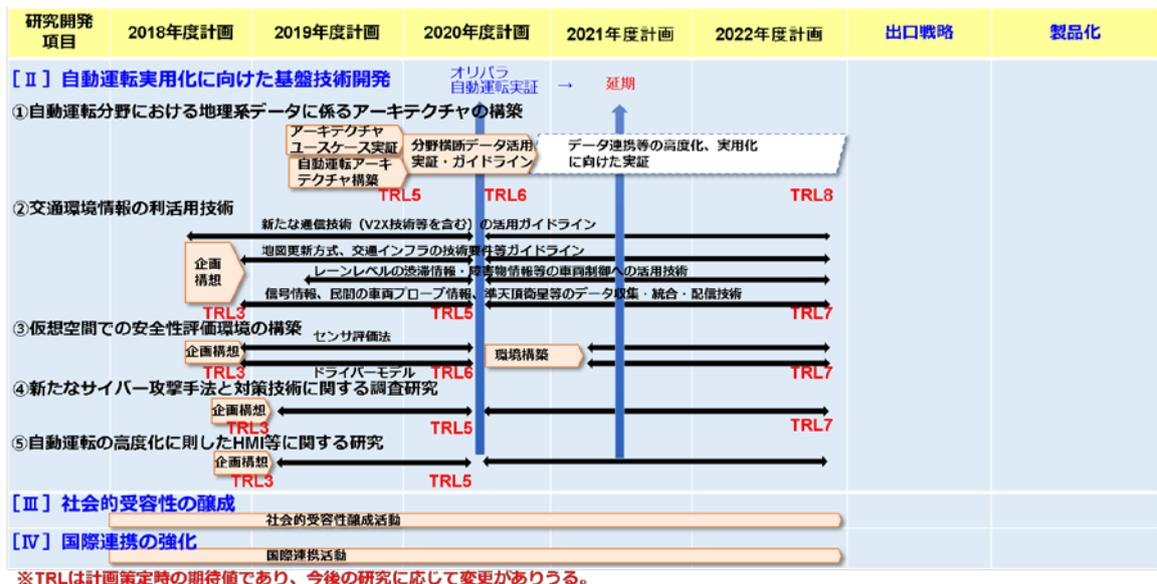 研究開発
項目
2018年度計画
2019年度計画
2020年度計画
2021年度計画
2022年度計画
出口戦略
製品化
[Ⅱ] 自動運転実用化に向けた基盤技術開発
オリパラ
自動運転実証
→
延期
①自動運転分野における地理系データに係るアーキテクチャの構築
アーキテクチャ
ユースケース実証
自動運転アーキ
テクチャ構築
分野横断データ活用
実証・ガイドライン
データ連携等の高度化、実用化
に向けた実証
TRL5
TRL6
TRL8
②交通環境情報の利活用技術
新たな通信技術（V2X技術等を含む）の活用ガイドライン
企画
構想
地図更新方式、交通インフラの技術要件等ガイドライン
レーンレベルの渋滞情報・障害物情報等の車両制御への活用技術
信号情報、民間の車両プローブ情報、準天頂衛星等のデータ収集・統合・配信技術
TRL3
TRL5
TRL7
③仮想空間での安全性評価環境の構築
センサ評価法
企画構想
環境構築
TRL3
ドライバーモデル
TRL6
TRL7
④新たなサイバー攻撃手法と対策技術に関する調査研究
企画構想
TRL3
TRL5
TRL7
⑤自動運転の高度化に則したHMI等に関する研究
企画構想
TRL3
TRL5
[Ⅲ] 社会的受容性の醸成
社会的受容性醸成活動
[Ⅳ] 国際連携の強化
国際連携活動
※TRLは計画策定時の期待値であり、今後の研究に応じて変更がありうる。